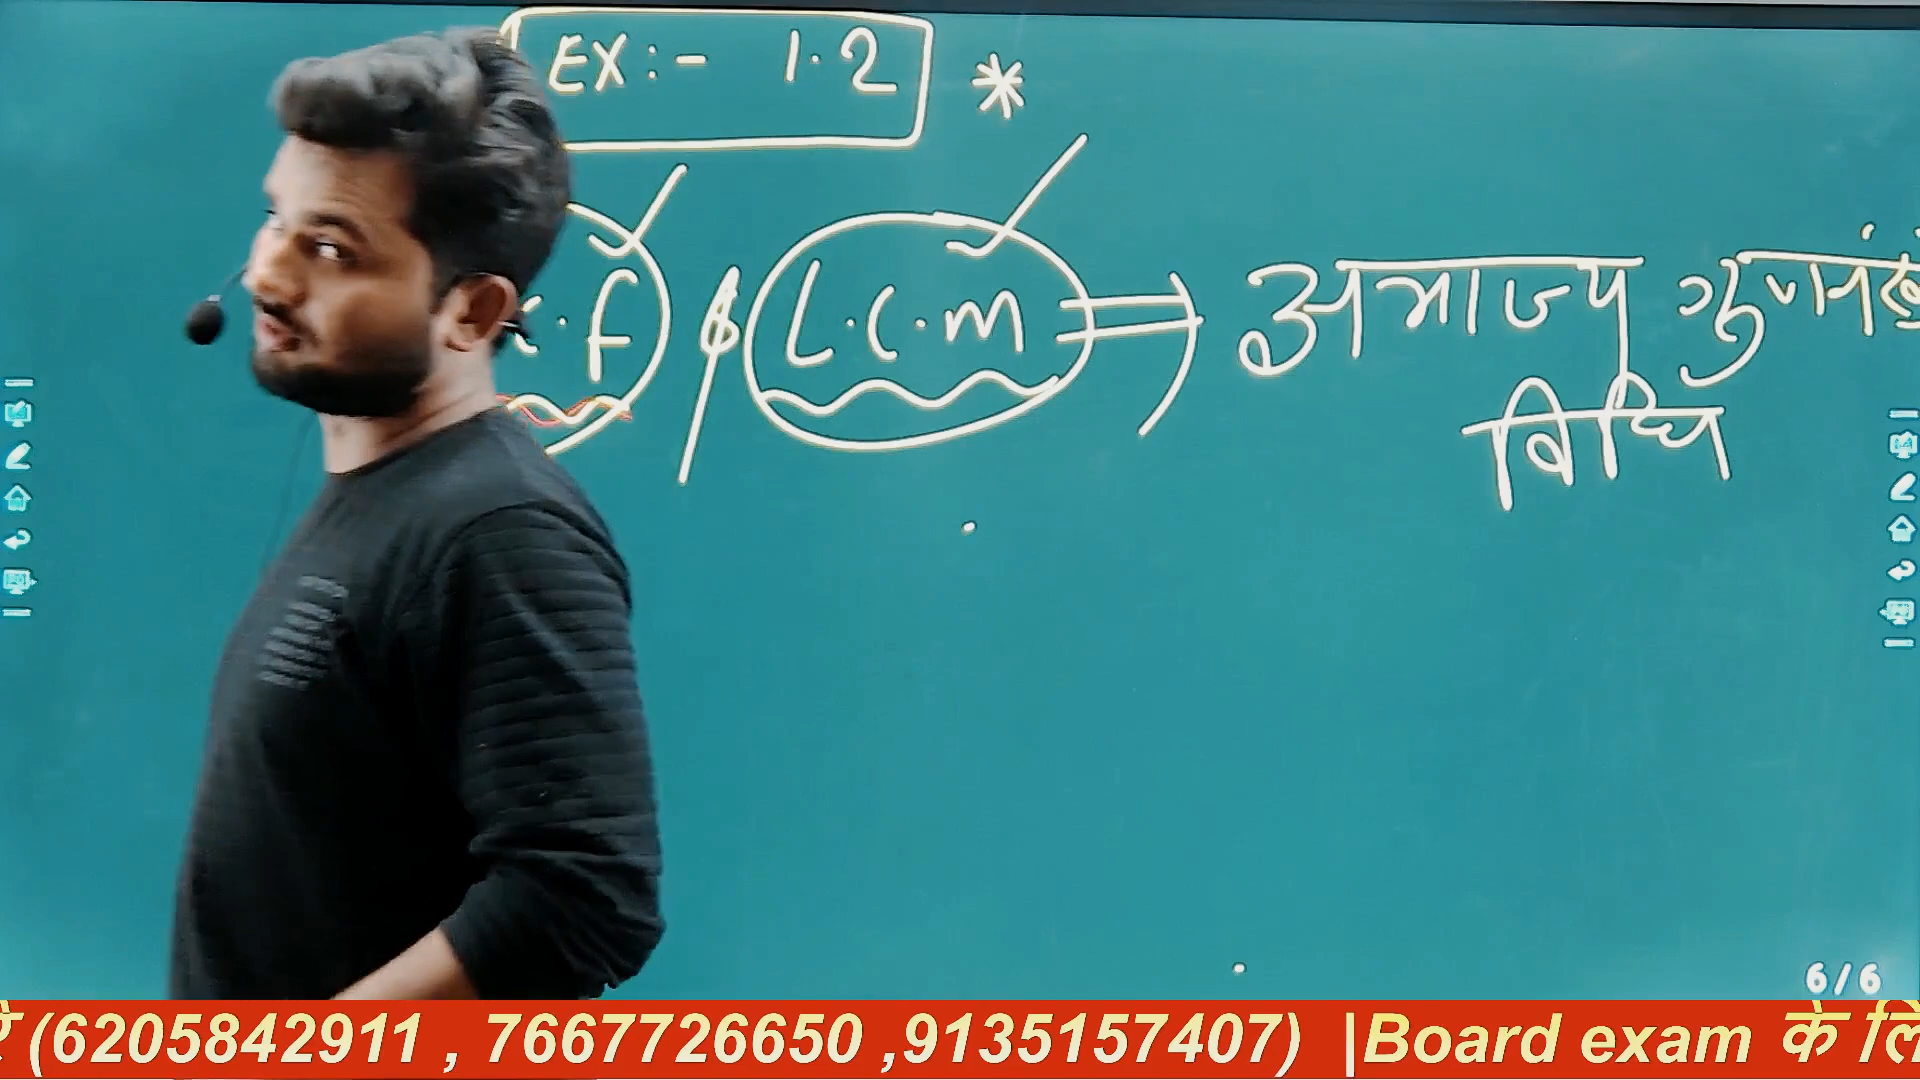 EX:- 1.2 *
.F $ L.C.M ⇒ अभाज्य गुणनखं
विधि
6/6
(6205842911 , 7667726650 ,9135157407) |Board exam के